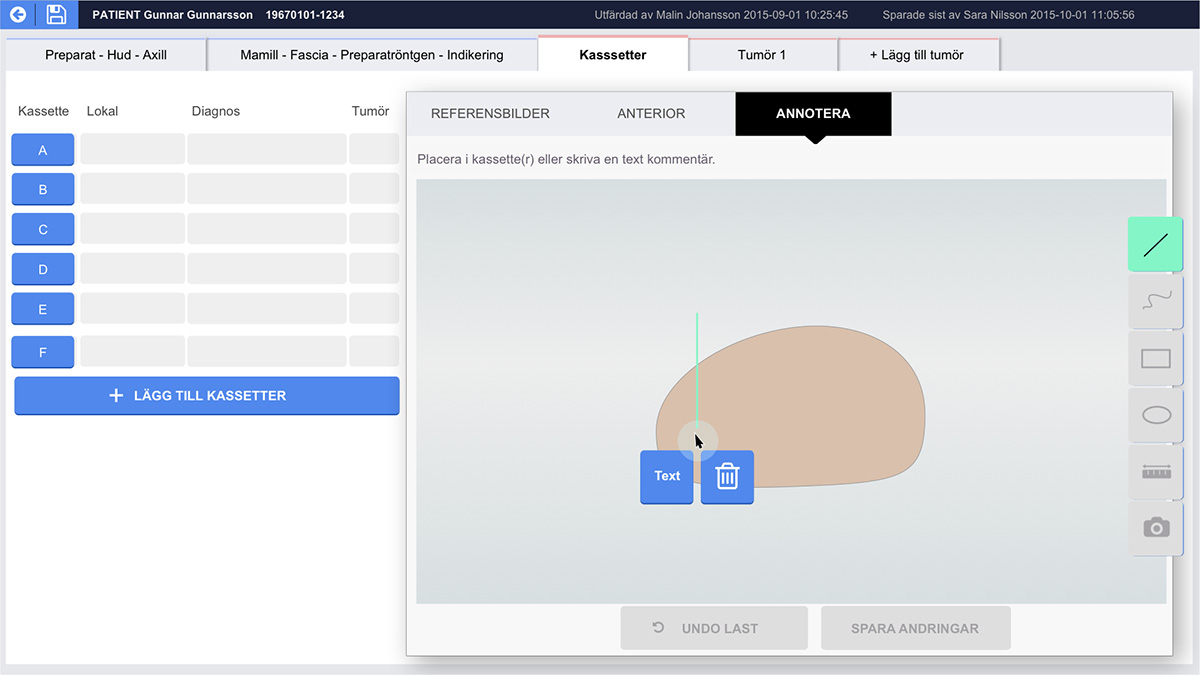 PATIENT Gunnar Gunnarsson 19670101-1234 Utfärdad av Malin Johansson 2015-09-01 10:25:45 Sparade sist av Sara Nilsson 2015-10-01 11:05:56
Preparat - Hud - Axill Mamill - Fascia - Preparatröntgen - Indikering Kasssetter Tumör 1 + Lägg till tumör
Kassette Lokal Diagnos Tumör
A
B
C
D
E
F
+ LÄGG TILL KASSETTER
REFERENSBILDER ANTERIOR ANNOTERA
Placera i kassette(r) eller skriva en text kommentär.
Text
UNDO LAST SPARA ANDRINGAR